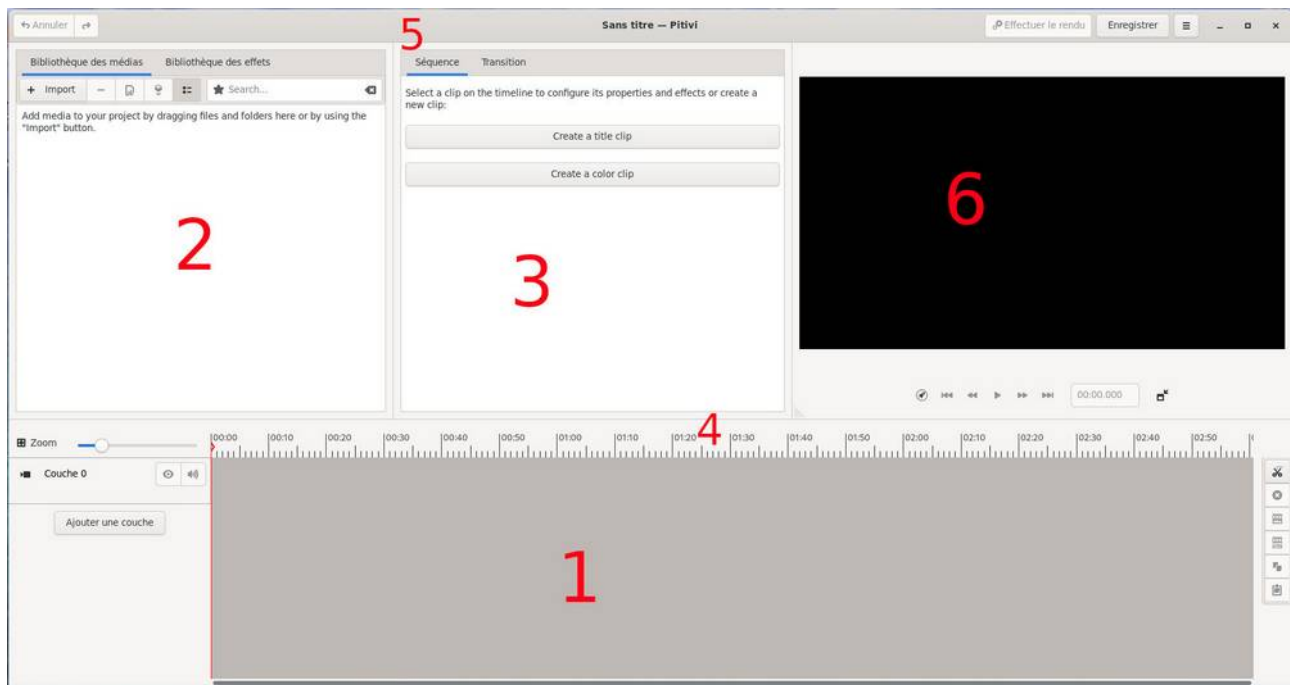 Annuler
Sans titre — Pitivi
Effectuer le rendu
Enregistrer
5
Bibliothèque des médias
Bibliothèque des effets
Import
Search...
Add media to your project by dragging files and folders here or by using the
"Import" button.
2
Séquence
Transition
Select a clip on the timeline to configure its properties and effects or create a
new clip:
Create a title clip
Create a color clip
3
6
00:00.000
4
Zoom
00:00 00:10 00:20 00:30 00:40 00:50 01:00 01:10 01:20 01:30 01:40 01:50 02:00 02:10 02:20 02:30 02:40 02:50
Couche 0
Ajouter une couche
1